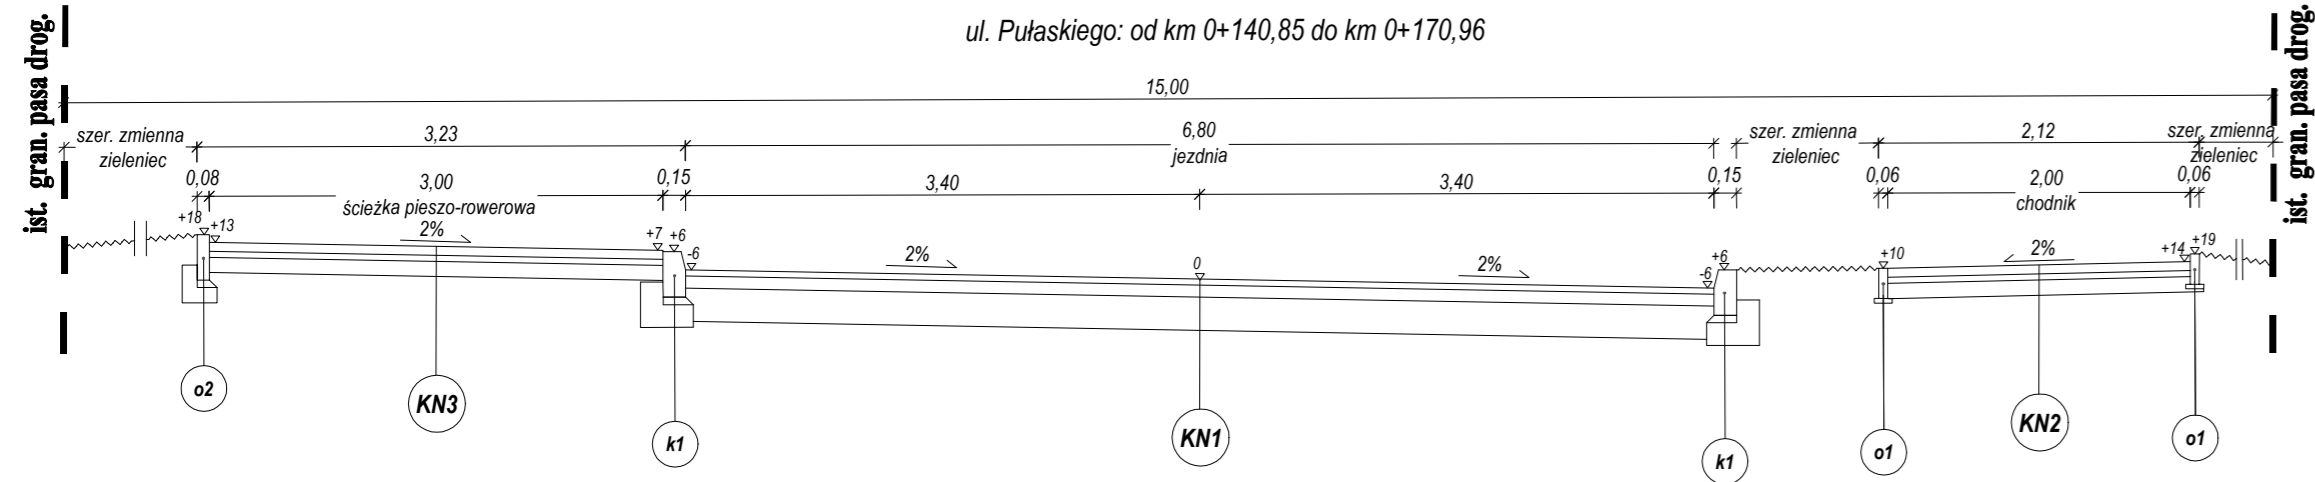 ul. Pułaskiego: od km 0+140,85 do km 0+170,96
ist. gran. pasa drog.
ist. gran. pasa drog.
15,00
szer. zmienna
zieleniec
3,23
6,80
jezdnia
szer. zmienna
zieleniec
2,12
szer. zmienna
zieleniec
0,08
3,00
ścieżka pieszo-rowerowa
0,15
3,40
3,40
0,15
0,06
2,00
chodnik
0,06
+18
+13
2%
+7
+6
-6
2%
0
2%
-6
+6
+10
2%
+14
+19
o2
KN3
k1
KN1
k1
o1
KN2
o1